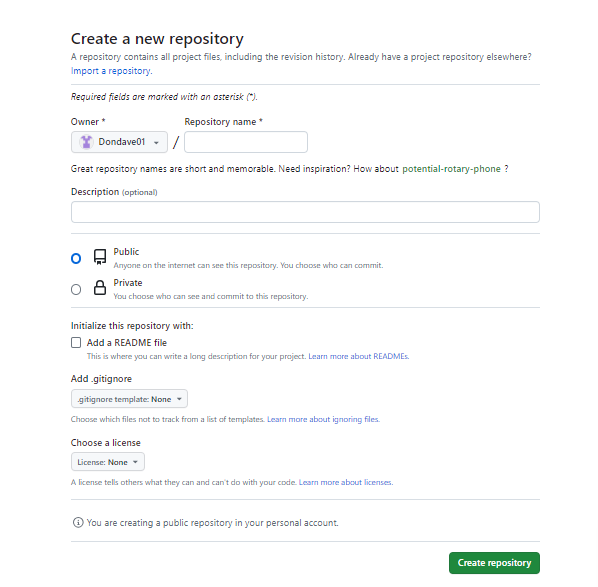 Create a new repository
A repository contains all project files, including the revision history. Already have a project repository elsewhere?
Import a repository.
Required fields are marked with an asterisk (*).
Owner * Repository name *
Dondave01 /
Great repository names are short and memorable. Need inspiration? How about potential-rotary-phone ?
Description (optional)
Public
Anyone on the internet can see this repository. You choose who can commit.
Private
You choose who can see and commit to this repository.
Initialize this repository with:
Add a README file
This is where you can write a long description for your project. Learn more about READMEs.
Add .gitignore
.gitignore template: None
Choose which files not to track from a list of templates. Learn more about ignoring files.
Choose a license
License: None
A license tells others what they can and can't do with your code. Learn more about licenses.
You are creating a public repository in your personal account.
Create repository